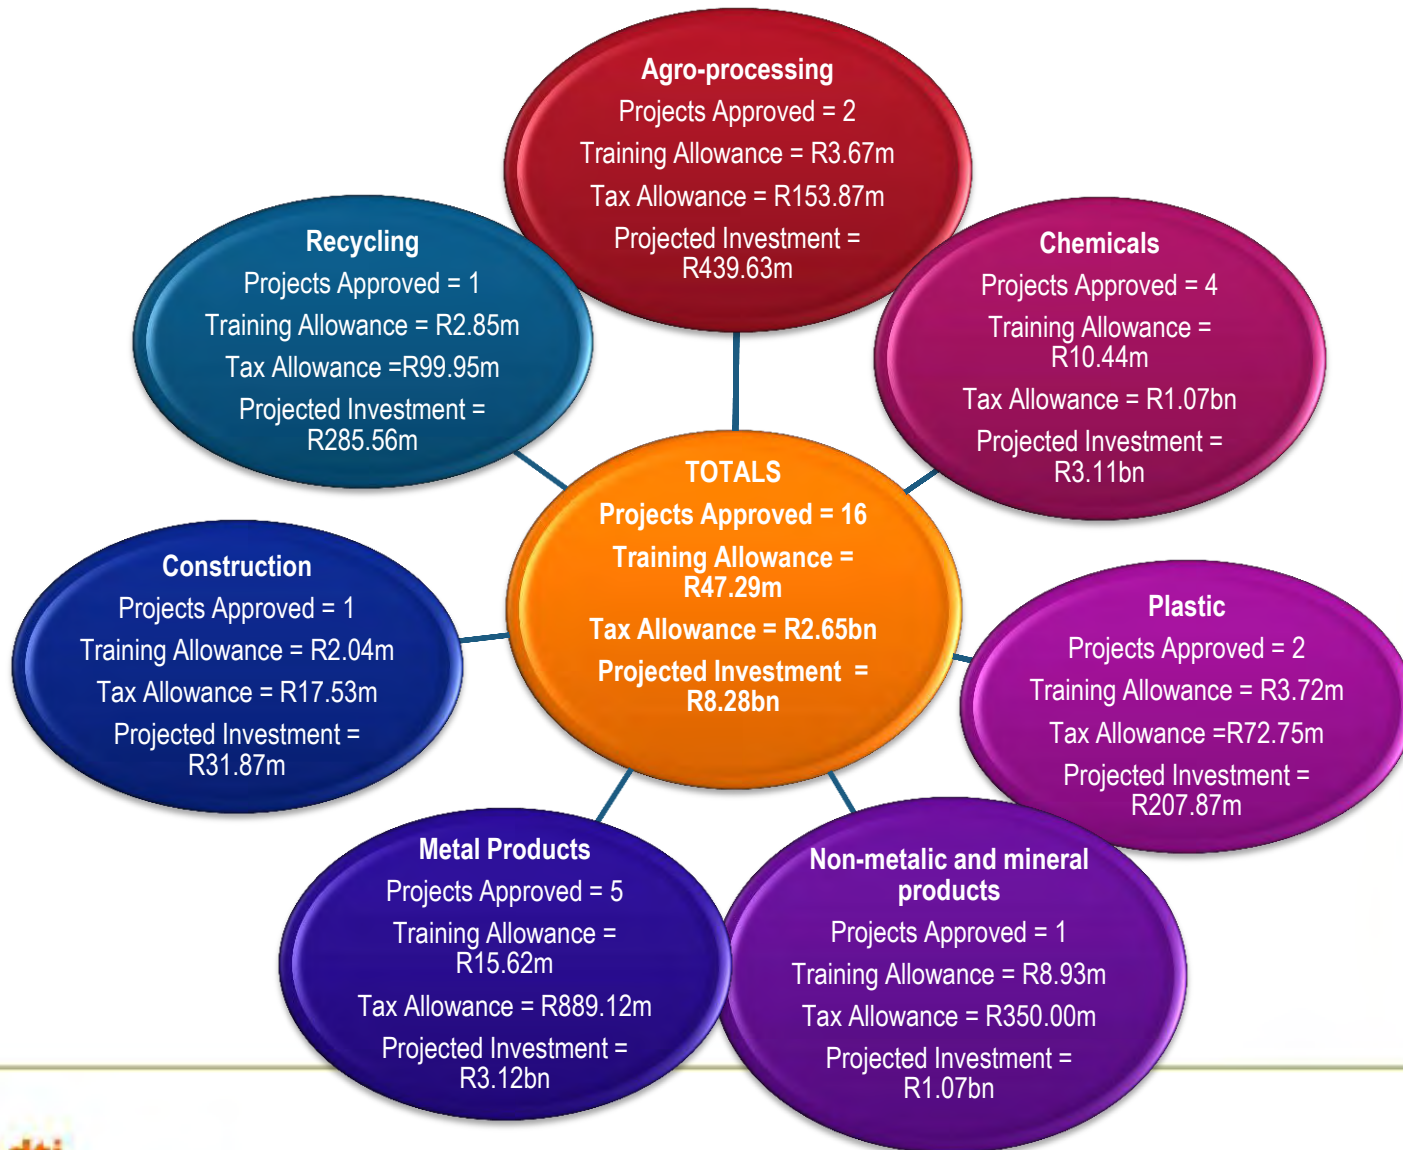 Agro-processing
Projects Approved = 2
Training Allowance = R3.67m
Tax Allowance = R153.87m
Projected Investment =
R439.63m
Recycling
Projects Approved = 1
Training Allowance = R2.85m
Tax Allowance =R99.95m
Projected Investment =
R285.56m
Chemicals
Projects Approved = 4
Training Allowance =
R10.44m
Tax Allowance = R1.07bn
Projected Investment =
R3.11bn
TOTALS
Projects Approved = 16
Training Allowance =
R47.29m
Tax Allowance = R2.65bn
Projected Investment =
R8.28bn
Construction
Projects Approved = 1
Training Allowance = R2.04m
Tax Allowance = R17.53m
Projected Investment =
R31.87m
Plastic
Projects Approved = 2
Training Allowance = R3.72m
Tax Allowance =R72.75m
Projected Investment =
R207.87m
Metal Products
Projects Approved = 5
Training Allowance =
R15.62m
Tax Allowance = R889.12m
Projected Investment =
R3.12bn
Non-metalic and mineral
products
Projects Approved = 1
Training Allowance = R8.93m
Tax Allowance = R350.00m
Projected Investment =
R1.07bn